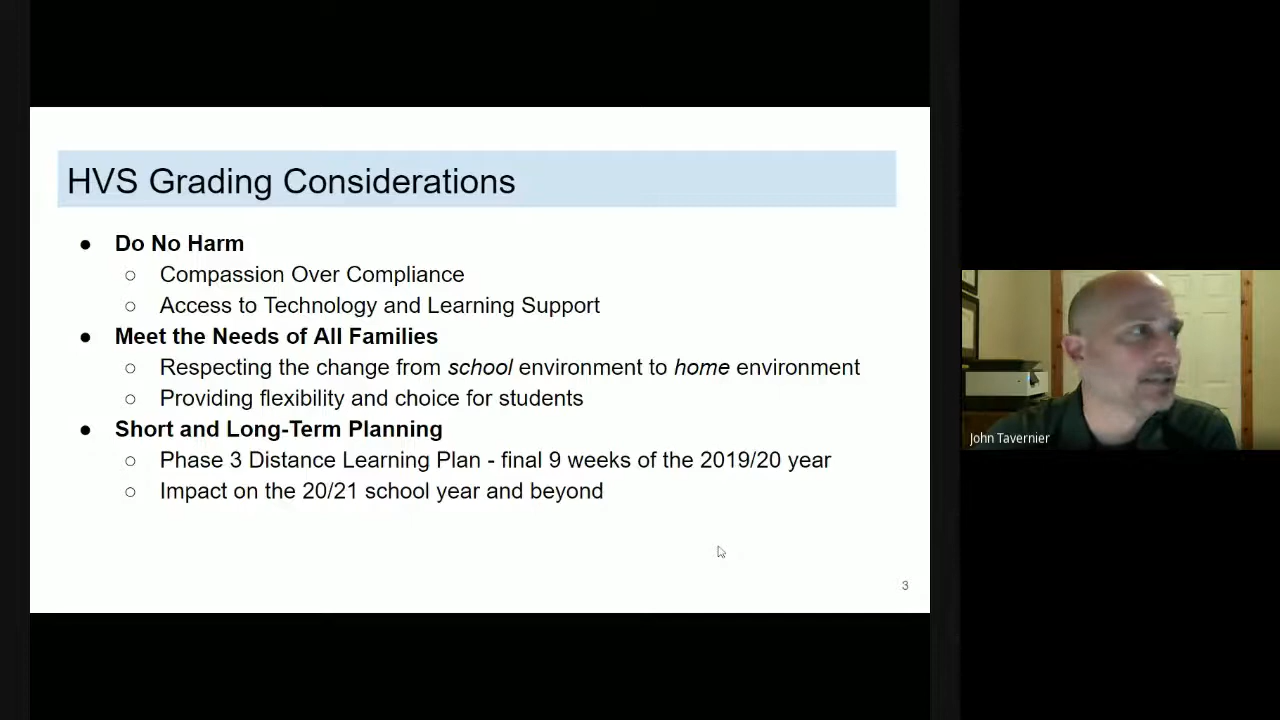 HVS Grading Considerations
● Do No Harm
○ Compassion Over Compliance
○ Access to Technology and Learning Support
● Meet the Needs of All Families
○ Respecting the change from school environment to home environment
○ Providing flexibility and choice for students
● Short and Long-Term Planning
○ Phase 3 Distance Learning Plan - final 9 weeks of the 2019/20 year
○ Impact on the 20/21 school year and beyond
3
John Tavernier